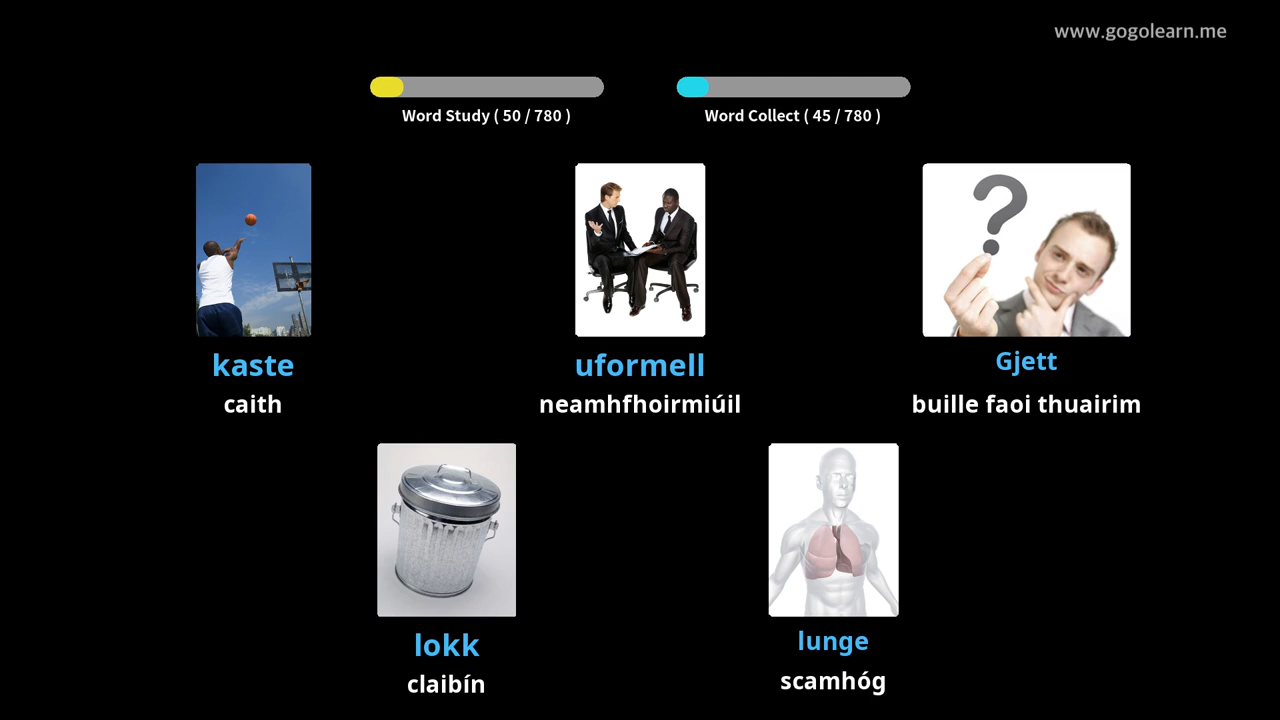 www.gogolearn.me
Word Study ( 50 / 780 )
Word Collect ( 45 / 780 )
kaste
caith
uformell
neamhfhoirmiúil
Gjett
buille faoi thuairim
lokk
claibín
lunge
scamhóg